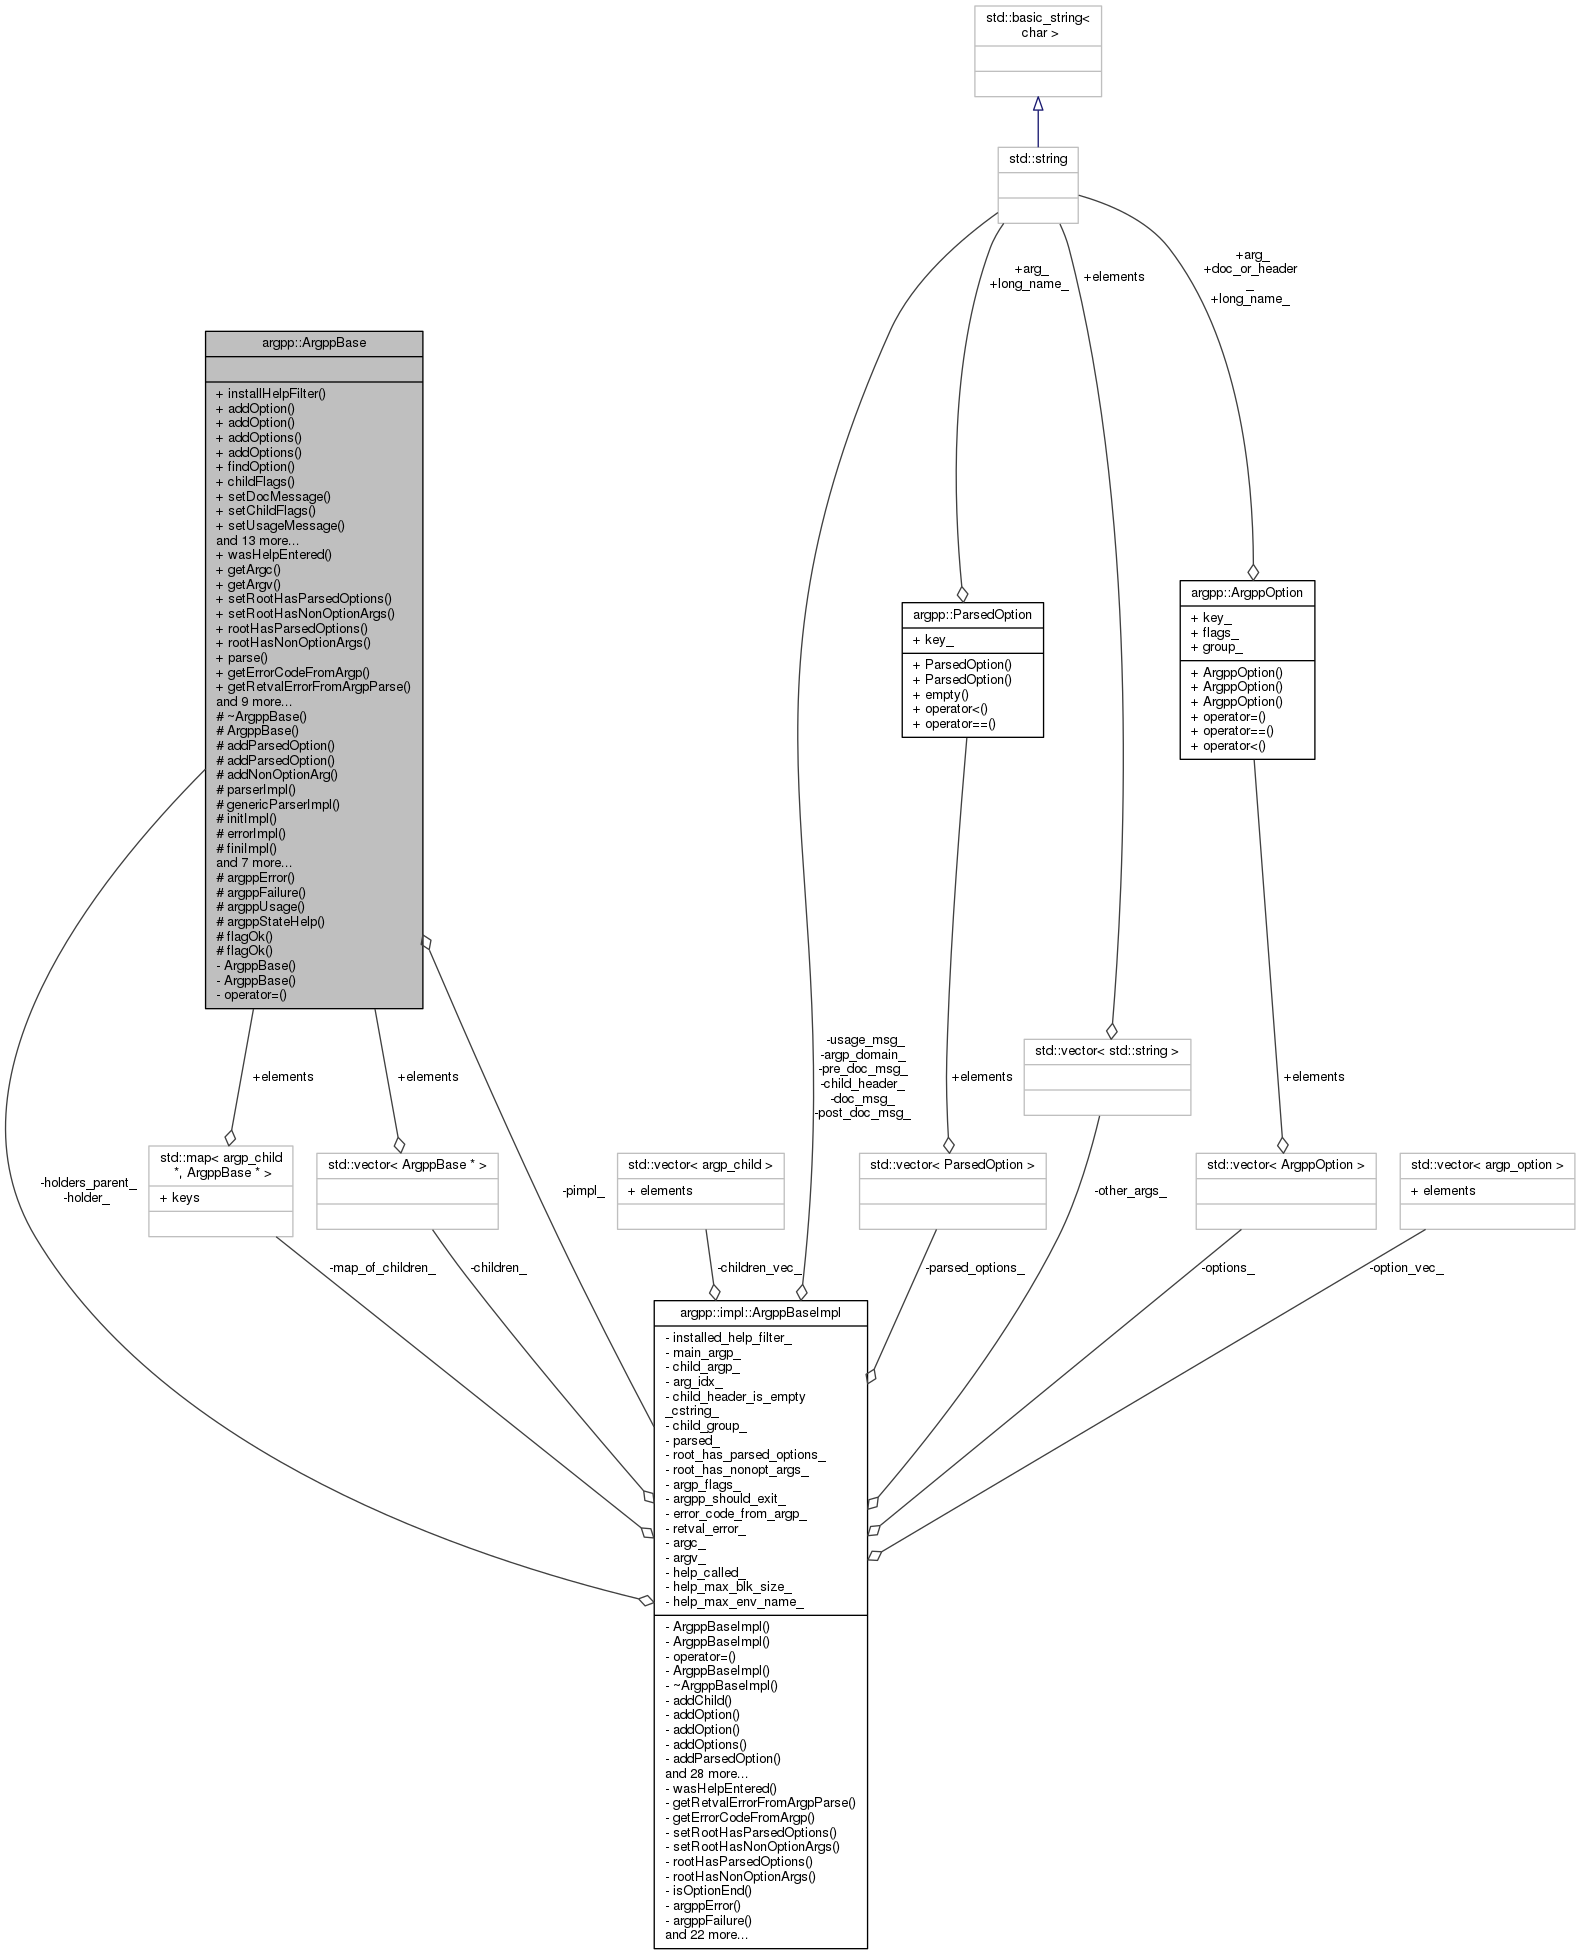 std::basic_string<
char >
std::string
+arg_
+doc_or_header
_
+long_name_
+arg_
+long_name_
+elements
argpp::ArgppBase
+ installHelpFilter()
+ addOption()
+ addOption()
+ addOptions()
+ addOptions()
+ findOption()
+ childFlags()
+ setDocMessage()
+ setChildFlags()
+ setUsageMessage()
and 13 more...
+ wasHelpEntered()
+ getArgc()
+ getArgv()
+ setRootHasParsedOptions()
+ setRootHasNonOptionArgs()
+ rootHasParsedOptions()
+ rootHasNonOptionArgs()
+ parse()
+ getErrorCodeFromArgp()
+ getRetvalErrorFromArgpParse()
and 9 more...
# ~ArgppBase()
# ArgppBase()
# addParsedOption()
# addParsedOption()
# addNonOptionArg()
# parserImpl()
# genericParserImpl()
# initImpl()
# errorImpl()
# finiImpl()
and 7 more...
# argppError()
# argppFailure()
# argppUsage()
# argppStateHelp()
# flagOk()
# flagOk()
- ArgppBase()
- ArgppBase()
- operator=()
argpp::ParsedOption
+ key_
+ ParsedOption()
+ ParsedOption()
+ empty()
+ operator<()
+ operator==()
argpp::ArgppOption
+ key_
+ flags_
+ group_
+ ArgppOption()
+ ArgppOption()
+ ArgppOption()
+ operator=()
+ operator==()
+ operator<()
-usage_msg_
-argp_domain_
-pre_doc_msg_
-child_header_
-doc_msg_
-post_doc_msg_
std::vector< std::string >
+elements
+elements
+elements
+elements
std::map< argp_child
*, ArgppBase * >
+ keys
std::vector< ArgppBase * >
std::vector< argp_child >
+ elements
std::vector< ParsedOption >
std::vector< ArgppOption >
std::vector< argp_option >
+ elements
-holders_parent_
-holder_
-pimpl_
-other_args_
-map_of_children_
-children_
-children_vec_
-parsed_options_
-options_
-option_vec_
argpp::impl::ArgppBaseImpl
- installed_help_filter_
- main_argp_
- child_argp_
- arg_idx_
- child_header_is_empty
_cstring_
- child_group_
- parsed_
- root_has_parsed_options_
- root_has_nonopt_args_
- argp_flags_
- argpp_should_exit_
- error_code_from_argp_
- retval_error_
- argc_
- argv_
- help_called_
- help_max_blk_size_
- help_max_env_name_
- ArgppBaseImpl()
- ArgppBaseImpl()
- operator=()
- ArgppBaseImpl()
- ~ArgppBaseImpl()
- addChild()
- addOption()
- addOption()
- addOptions()
- addParsedOption()
and 28 more...
- wasHelpEntered()
- getRetvalErrorFromArgpParse()
- getErrorCodeFromArgp()
- setRootHasParsedOptions()
- setRootHasNonOptionArgs()
- rootHasParsedOptions()
- rootHasNonOptionArgs()
- isOptionEnd()
- argppError()
- argppFailure()
and 22 more...